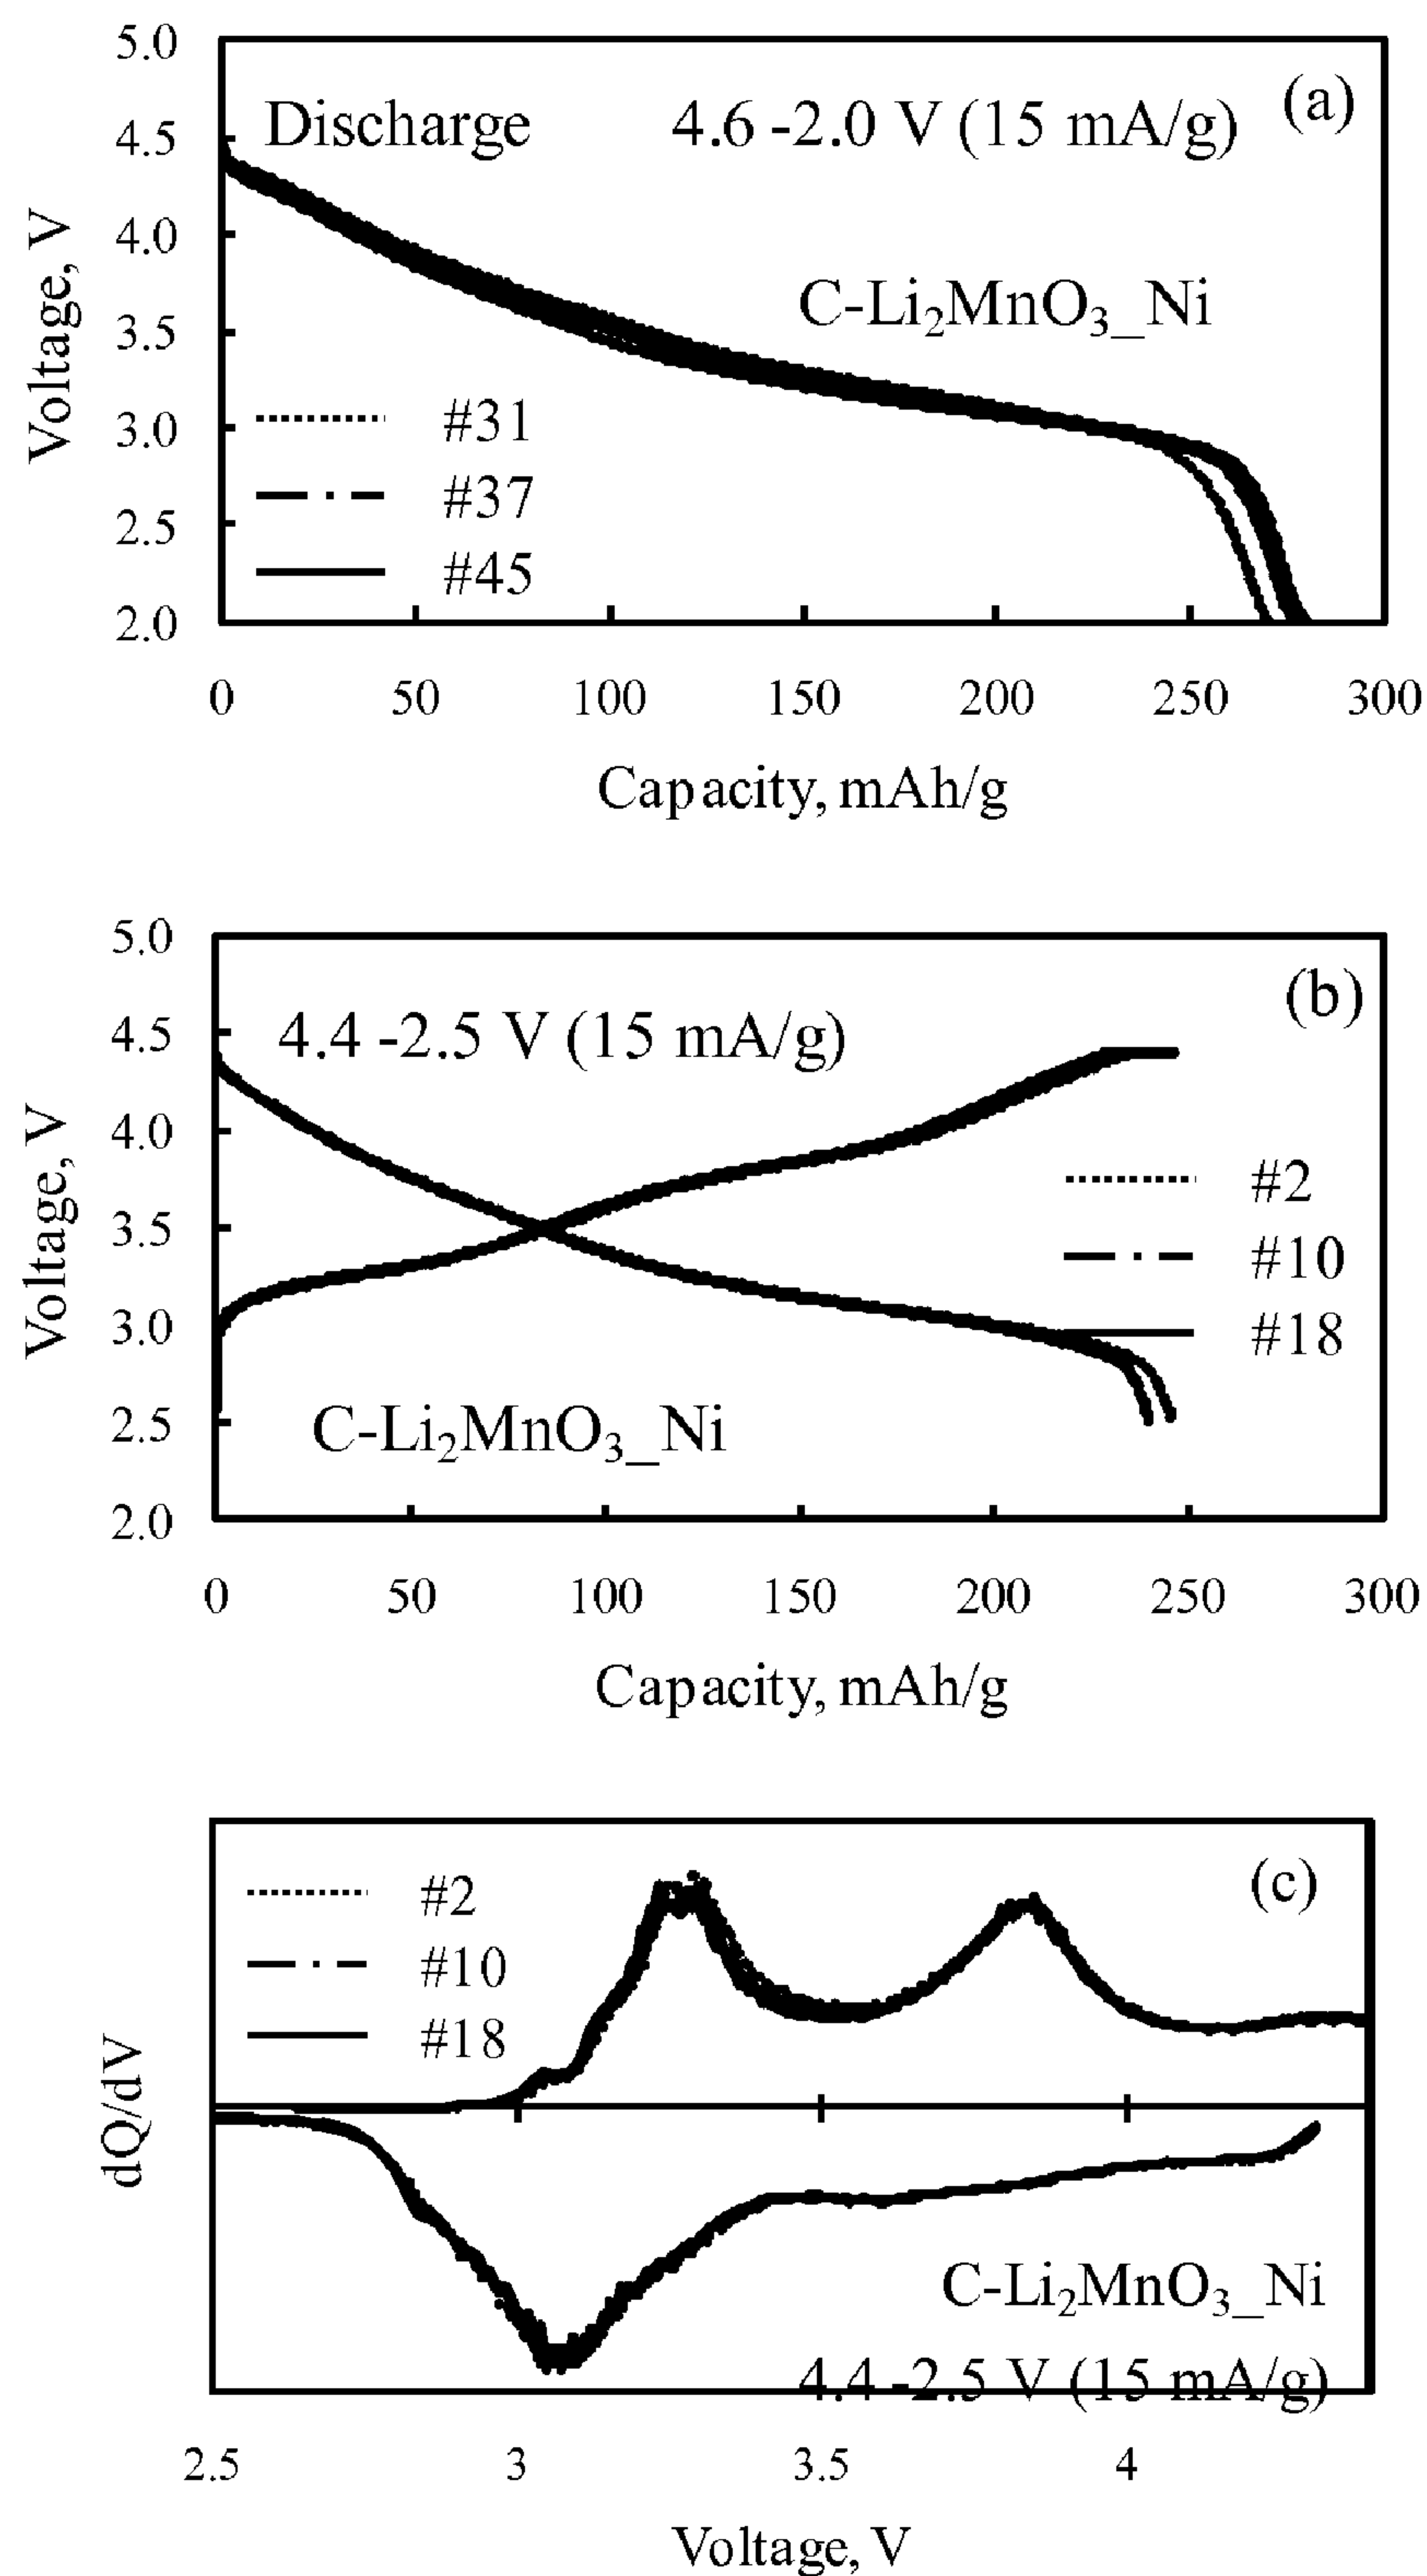 5.0
(a)
Discharge 4.6 -2.0 V (15 mA/g)
4.5
4.0
C-Li₂MnO₃_Ni
3.5
#31
3.0
#37
2.5
#45
2.0
Voltage, V
0 50 100 150 200 250 300
Capacity, mAh/g
5.0
(b)
4.4 -2.5 V (15 mA/g)
4.5
4.0
#2
3.5
#10
3.0
#18
2.5
C-Li₂MnO₃_Ni
2.0
Voltage, V
0 50 100 150 200 250 300
Capacity, mAh/g
(c)
#2
#10
#18
dQ/dV
C-Li₂MnO₃_Ni
4.4 -2.5 V (15 mA/g)
2.5 3 3.5 4
Voltage, V